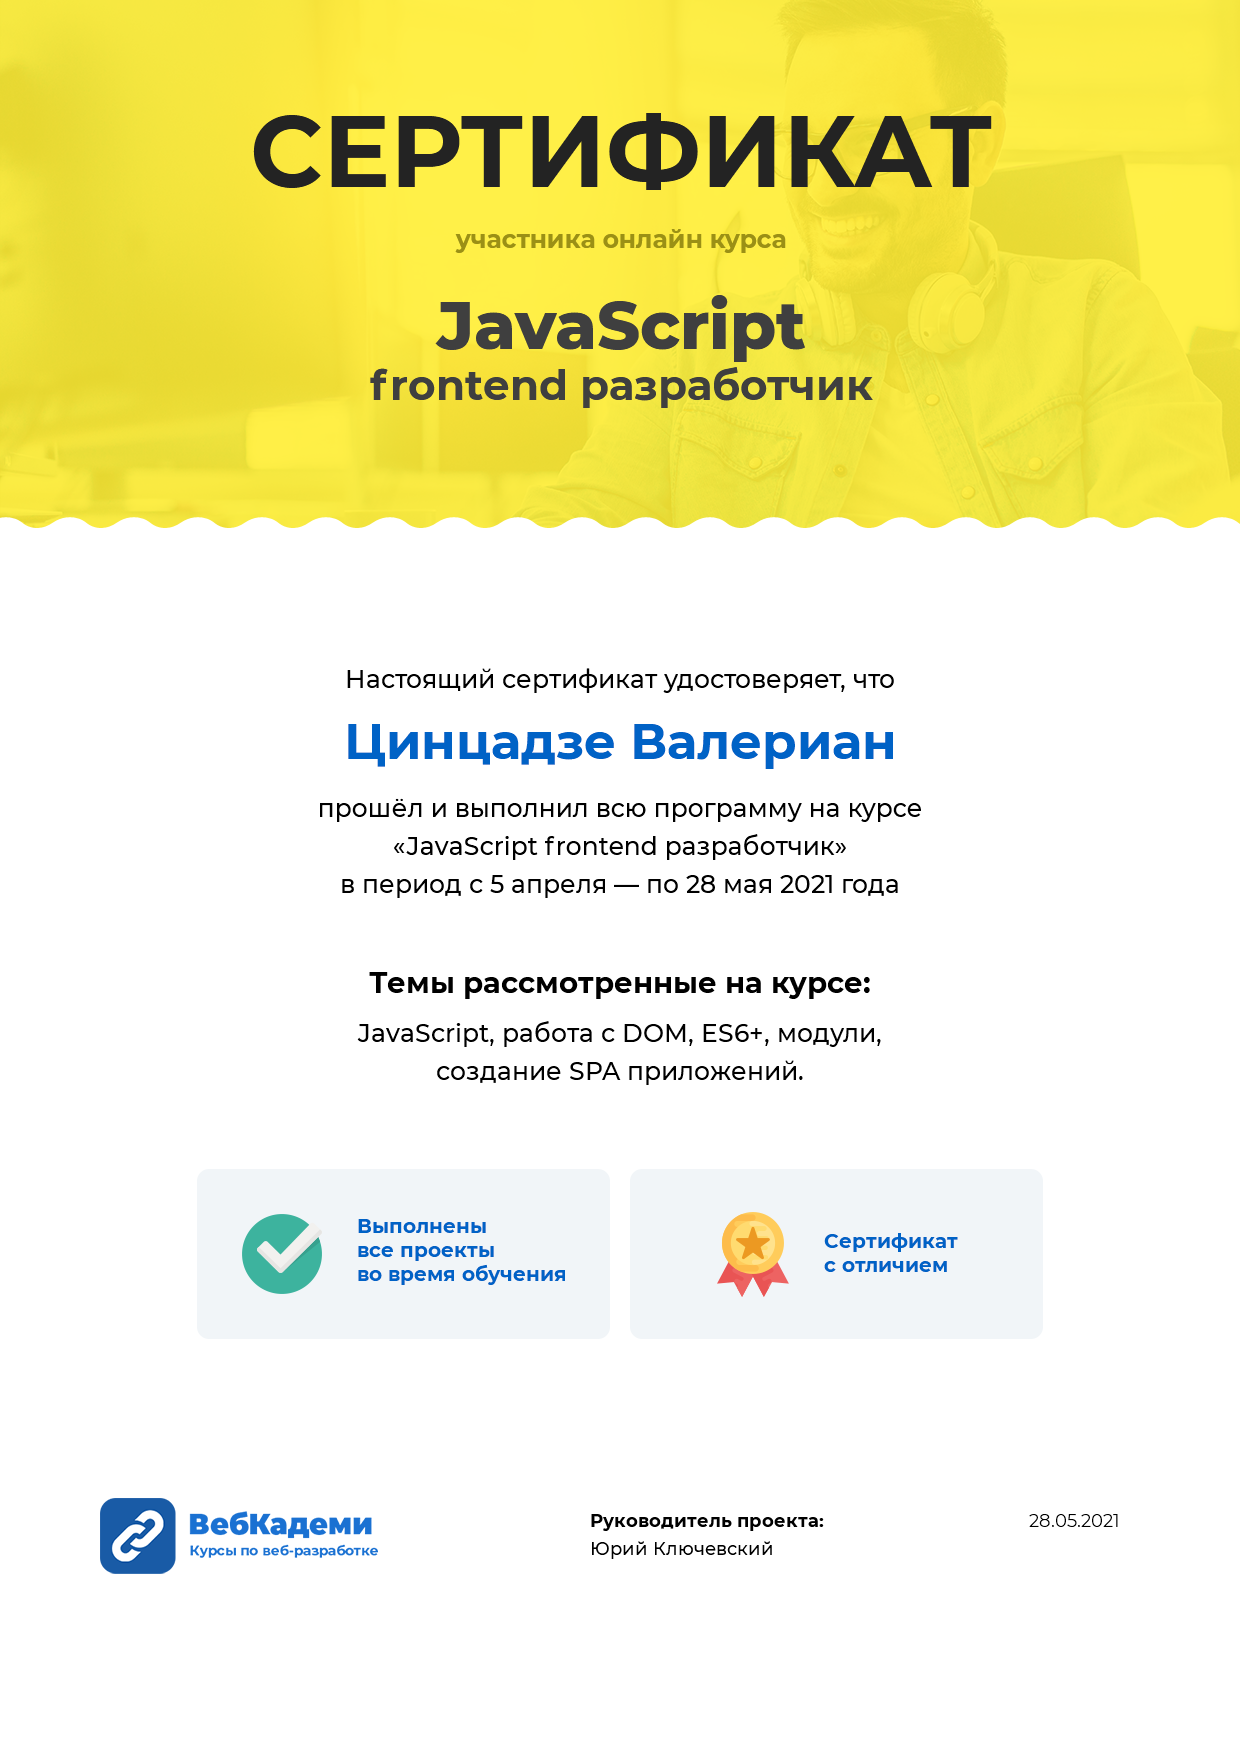 СЕРТИФИКАТ
участника онлайн курса
JavaScript
frontend разработчик
Настоящий сертификат удостоверяет, что
Цинцадзе Валериан
прошёл и выполнил всю программу на курсе
«JavaScript frontend разработчик»
в период с 5 апреля — по 28 мая 2021 года
Темы рассмотренные на курсе:
JavaScript, работа с DOM, ES6+, модули,
создание SPA приложений.
Выполнены
все проекты
во время обучения
Сертификат
с отличием
ВебКадеми
Курсы по веб-разработке
Руководитель проекта:
Юрий Ключевский
28.05.2021